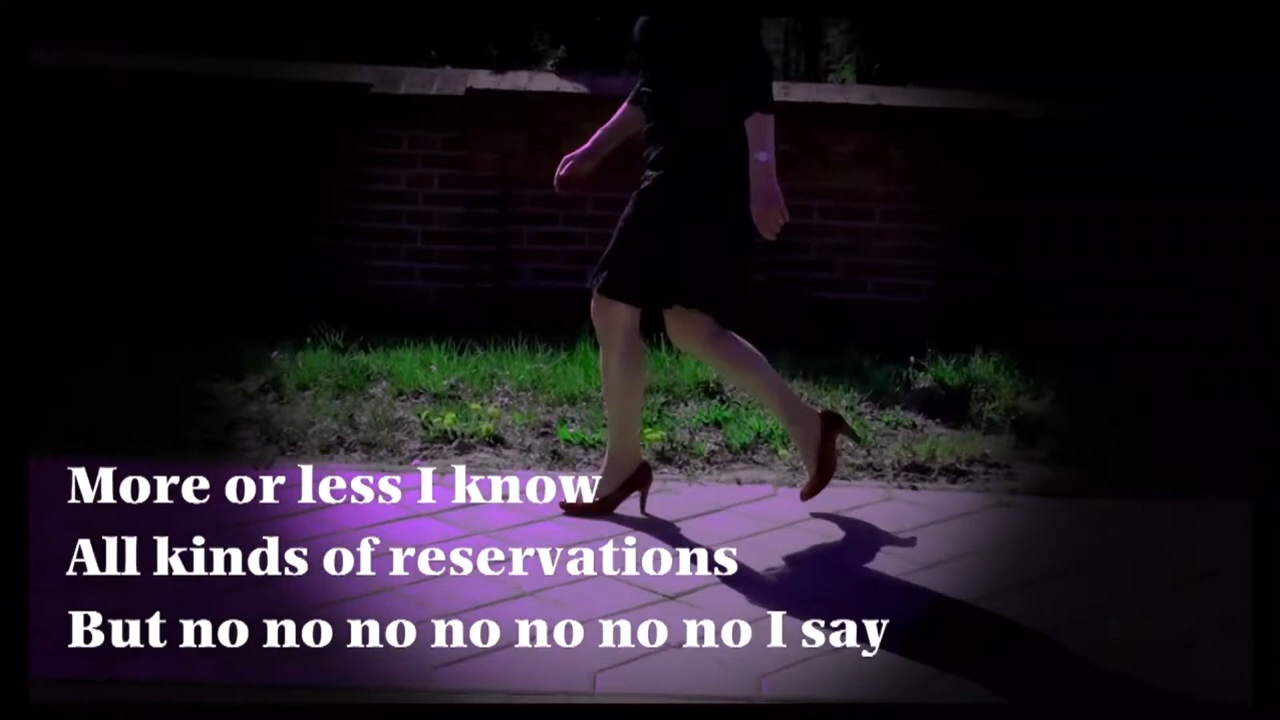 More or less I know
All kinds of reservations
But no no no no no no no I say